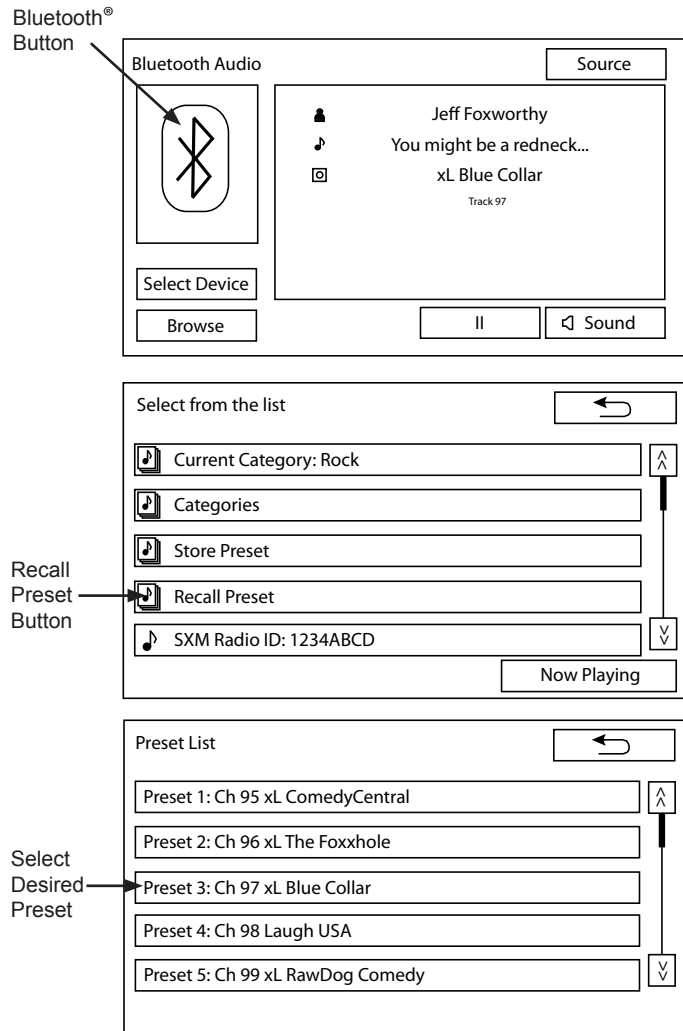 Bluetooth®
Button
Bluetooth Audio
Source
Jeff Foxworthy
You might be a redneck...
xL Blue Collar
Track 97
Select Device
Browse
II
Sound
Select from the list
Current Category: Rock
Categories
Store Preset
Recall
Preset
Button
Recall Preset
SXM Radio ID: 1234ABCD
Now Playing
Preset List
Preset 1: Ch 95 xL ComedyCentral
Preset 2: Ch 96 xL The Foxxhole
Select
Desired
Preset
Preset 3: Ch 97 xL Blue Collar
Preset 4: Ch 98 Laugh USA
Preset 5: Ch 99 xL RawDog Comedy